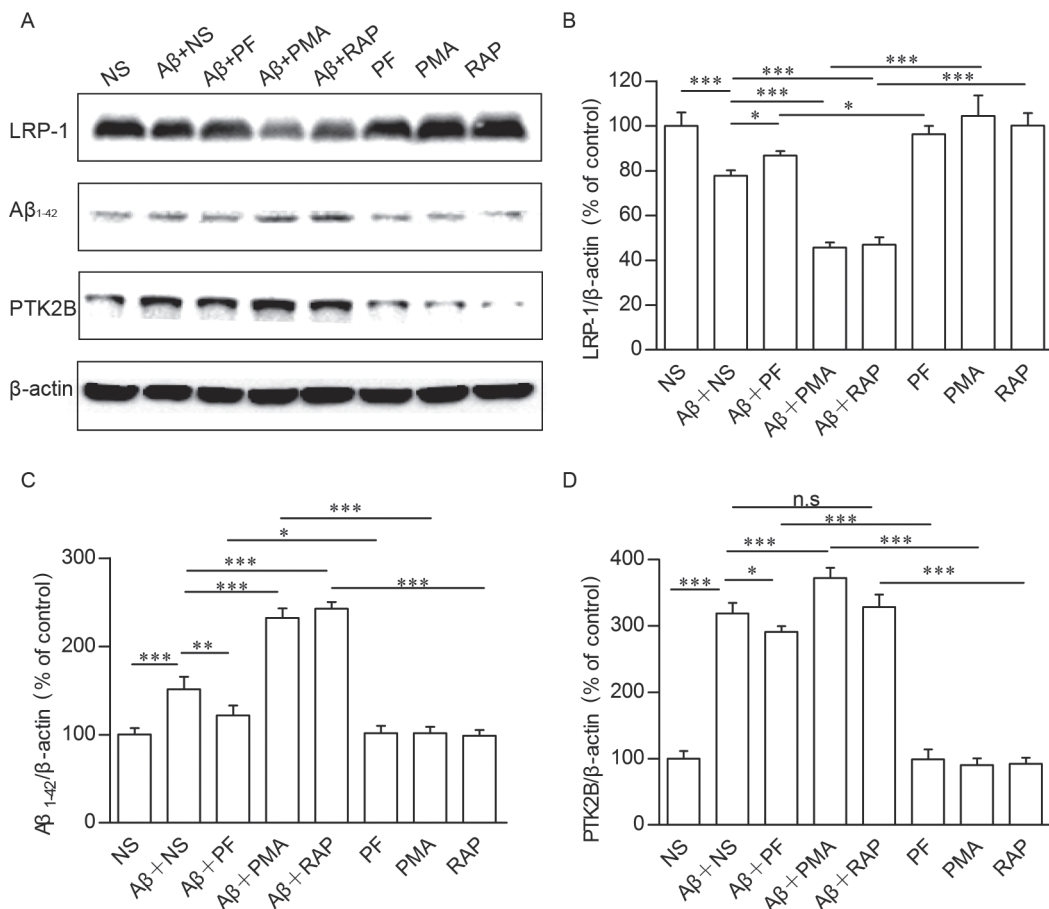 A
NS Aβ+NS Aβ+PF Aβ+PMA Aβ+RAP PF PMA RAP
LRP-1
Aβ1-42
PTK2B
β-actin
B
*** *** *** *** *** * *
LRP-1/β-actin (% of control)
120
100
80
60
40
20
0
NS Aβ+NS Aβ+PF Aβ+PMA Aβ+RAP PF PMA RAP
C
***
*
***
*** ***
*** **
Aβ 1-42/β-actin (% of control)
300
200
100
0
NS Aβ+NS Aβ+PF Aβ+PMA Aβ+RAP PF PMA RAP
D
n.s
***
*** ***
*** * ***
PTK2B/β-actin (% of control)
400
300
200
100
0
NS Aβ+NS Aβ+PF Aβ+PMA Aβ+RAP PF PMA RAP